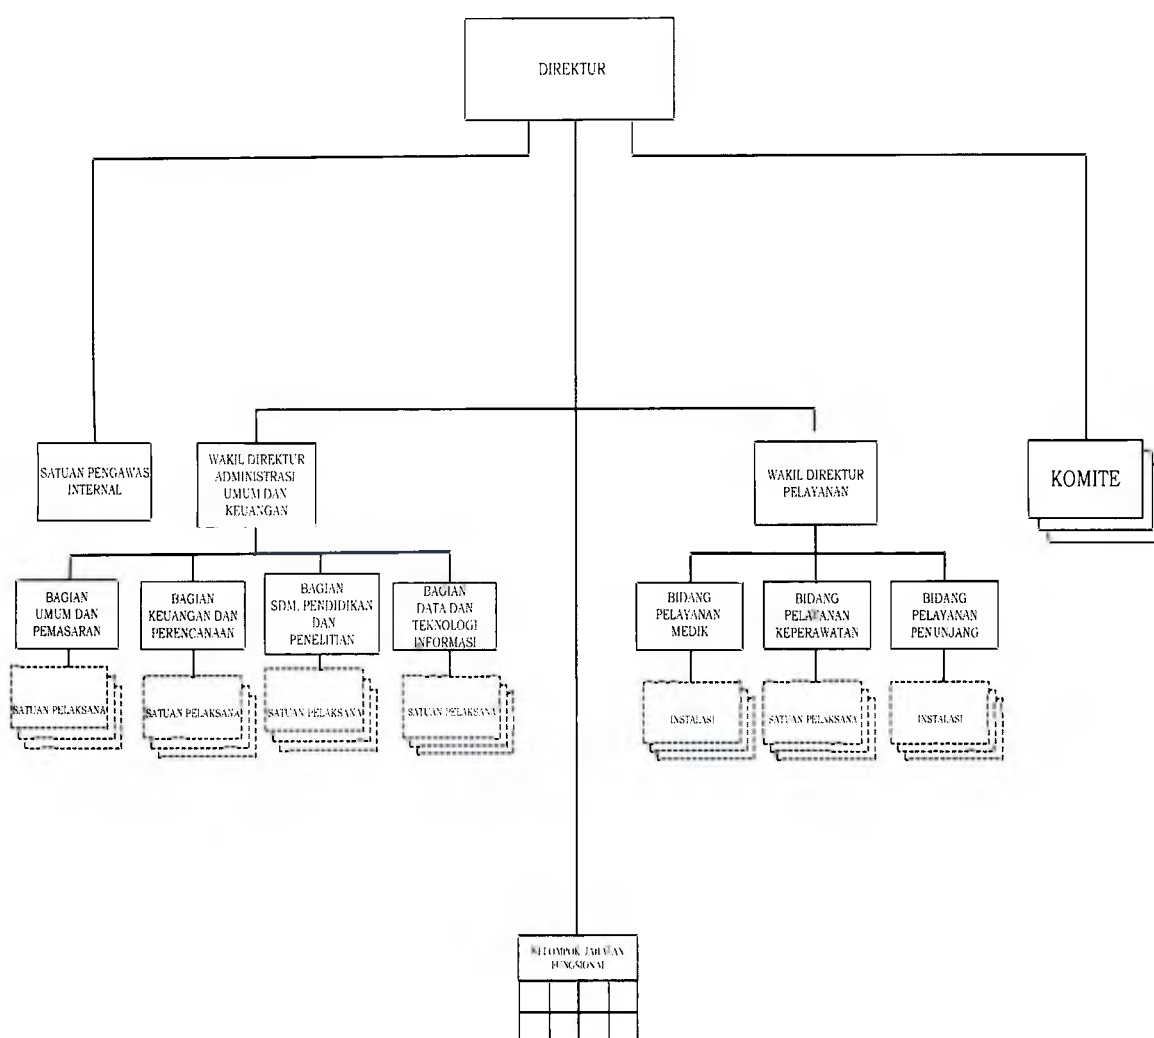 DIREKTUR
SATUAN PENGAWAS
INTERNAL
WAKIL DIREKTUR
ADMINISTRASI
UMUM DAN
KEUANGAN
WAKIL DIREKTUR
PELAYANAN
KOMITE
BAGIAN
UMUM DAN
PEMASARAN
BAGIAN
KEUANGAN DAN
PERENCANAAN
BAGIAN
SDM, PENDIDIKAN
DAN
PENELITIAN
BAGIAN
DATA DAN
TEKNOLOGI
INFORMASI
BIDANG
PELAYANAN
MEDIK
BIDANG
PELAYANAN
KEPERAWATAN
BIDANG
PELAYANAN
PENUNJANG
SATUAN PELAKSANA
SATUAN PELAKSANA
SATUAN PELAKSANA
SATUAN PELAKSANA
INSTALASI
SATUAN PELAKSANA
INSTALASI
KELOMPOK JABATAN
FUNGSIONAL